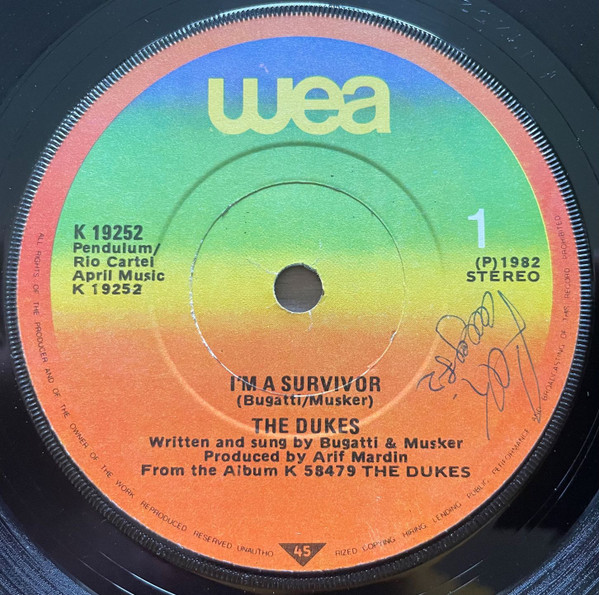 wea
K 19252
Pendulum/
Rio Cartel
April Music
K 19252
1
(P)1982
STEREO
I'M A SURVIVOR
(Bugatti/Musker)
THE DUKES
Written and sung by Bugatti & Musker
Produced by Arif Mardin
From the Album K 58479 THE DUKES
ALL RIGHTS OF THE PRODUCER AND OF THE OWNER OF THE WORK REPRODUCED RESERVED UNAUTHO
45
RIZED COPYING HIRING LENDING PUBLIC PERFORMANCE AND BROADCASTING OF THIS RECORD PROHIBITED